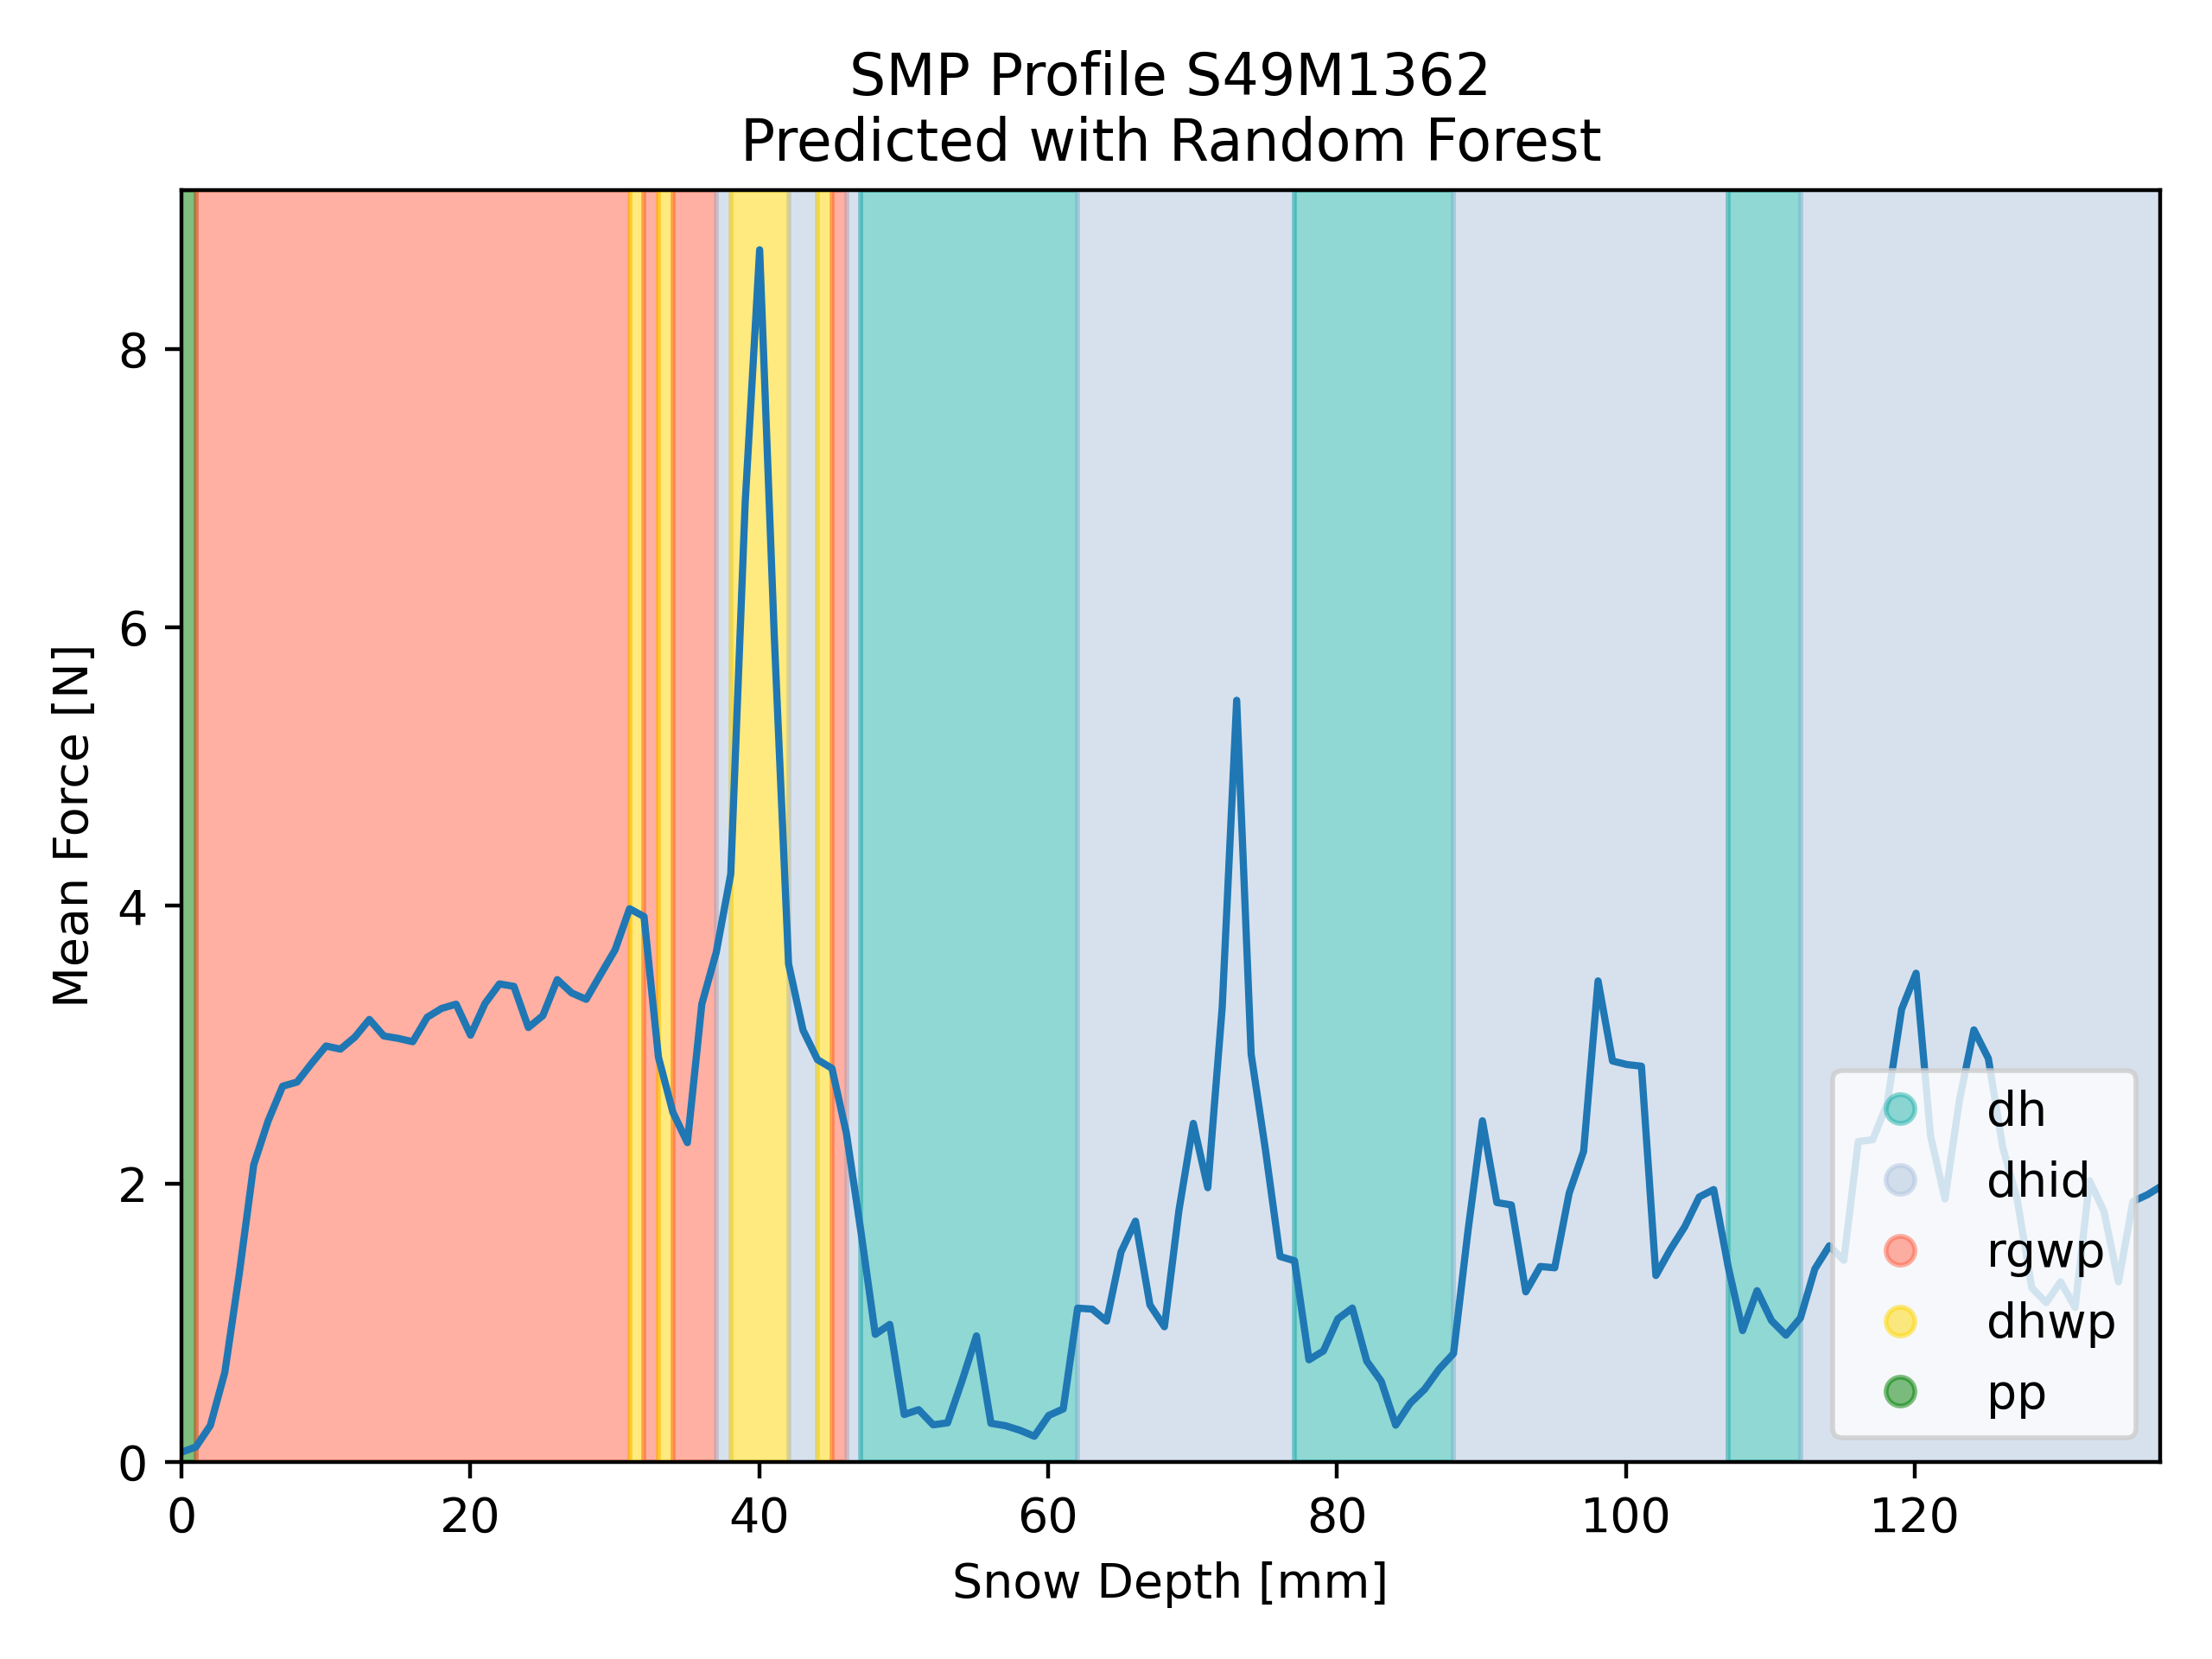 SMP Profile S49M1362
Predicted with Random Forest
Mean Force [N]
8
6
4
2
0
0 20 40 60 80 100 120
Snow Depth [mm]
dh
dhid
rgwp
dhwp
pp